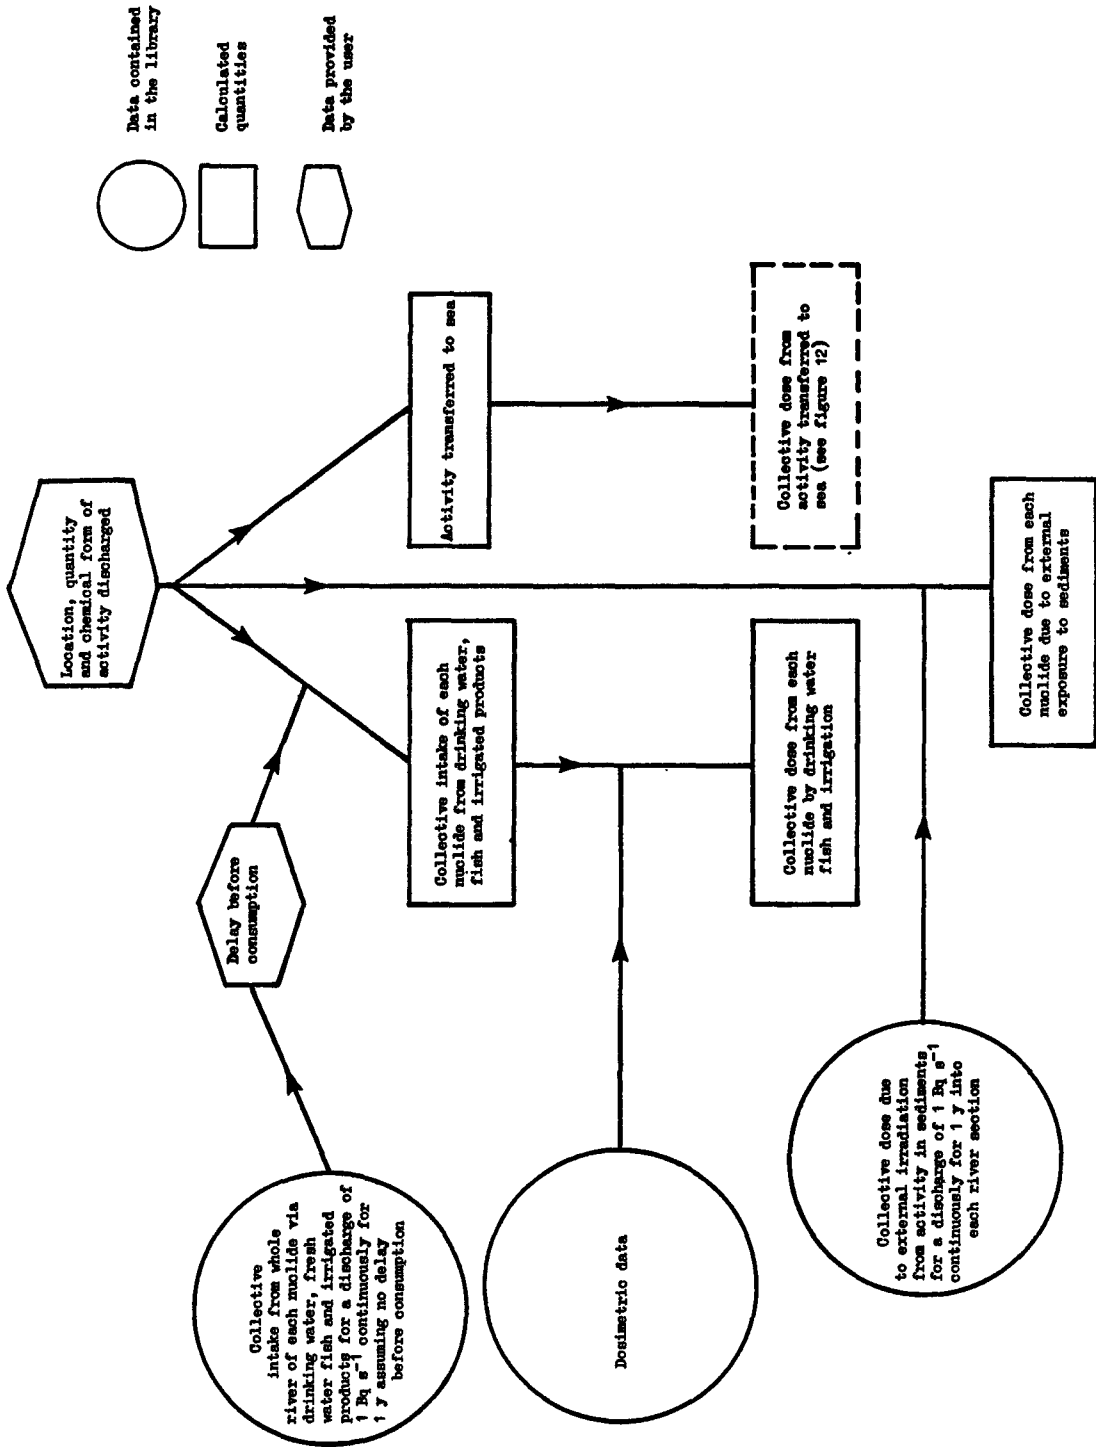 Location, quantity
and chemical form of
activity discharged
Data contained
in the library
Calculated
quantities
Data provided
by the user
Delay before
consumption
Collective
intake from whole
river of each nuclide via
drinking water, fresh
water fish and irrigated
products for a discharge of
1 Bq s⁻¹ continuously for
1 y assuming no delay
before consumption
Collective intake of each
nuclide from drinking water,
fish and irrigated products
Activity transferred to sea
Dosimetric data
Collective dose from each
nuclide by drinking water
fish and irrigation
Collective dose from
activity transferred to
sea (see figure 12)
Collective dose due
to external irradiation
from activity in sediments
for a discharge of 1 Bq s⁻¹
continuously for 1 y into
each river section
Collective dose from each
nuclide due to external
exposure to sediments